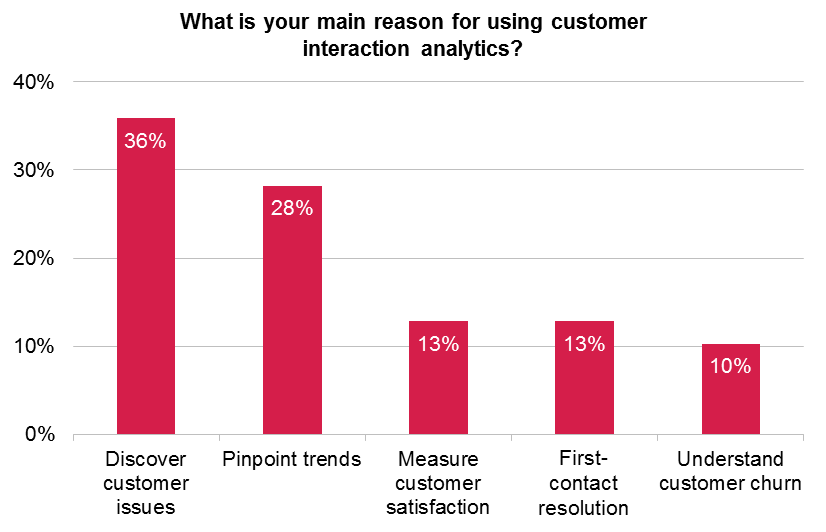 What is your main reason for using customer
interaction analytics?
40%
30%
20%
10%
0%
36%
28%
13%
13%
10%
Discover
customer
issues
Pinpoint trends
Measure
customer
satisfaction
First-
contact
resolution
Understand
customer churn